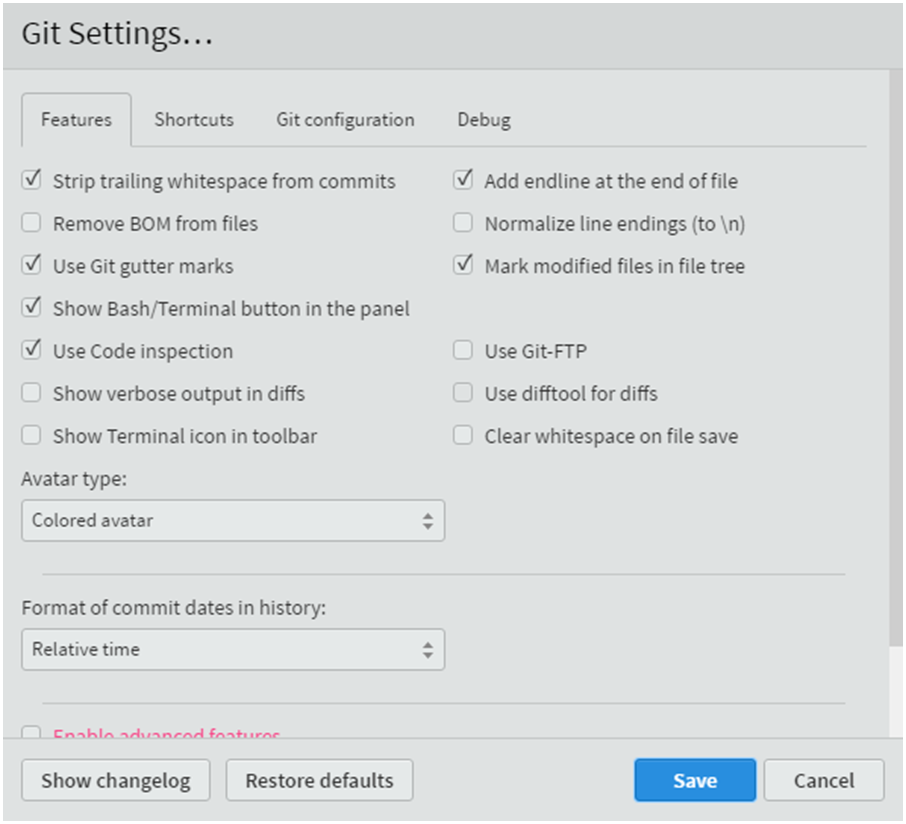 Git Settings...
Features Shortcuts Git configuration Debug
Strip trailing whitespace from commits Add endline at the end of file
Remove BOM from files Normalize line endings (to \n)
Use Git gutter marks Mark modified files in file tree
Show Bash/Terminal button in the panel
Use Code inspection Use Git-FTP
Show verbose output in diffs Use difftool for diffs
Show Terminal icon in toolbar Clear whitespace on file save
Avatar type:
Colored avatar
Format of commit dates in history:
Relative time
Enable advanced features
Show changelog Restore defaults Save Cancel